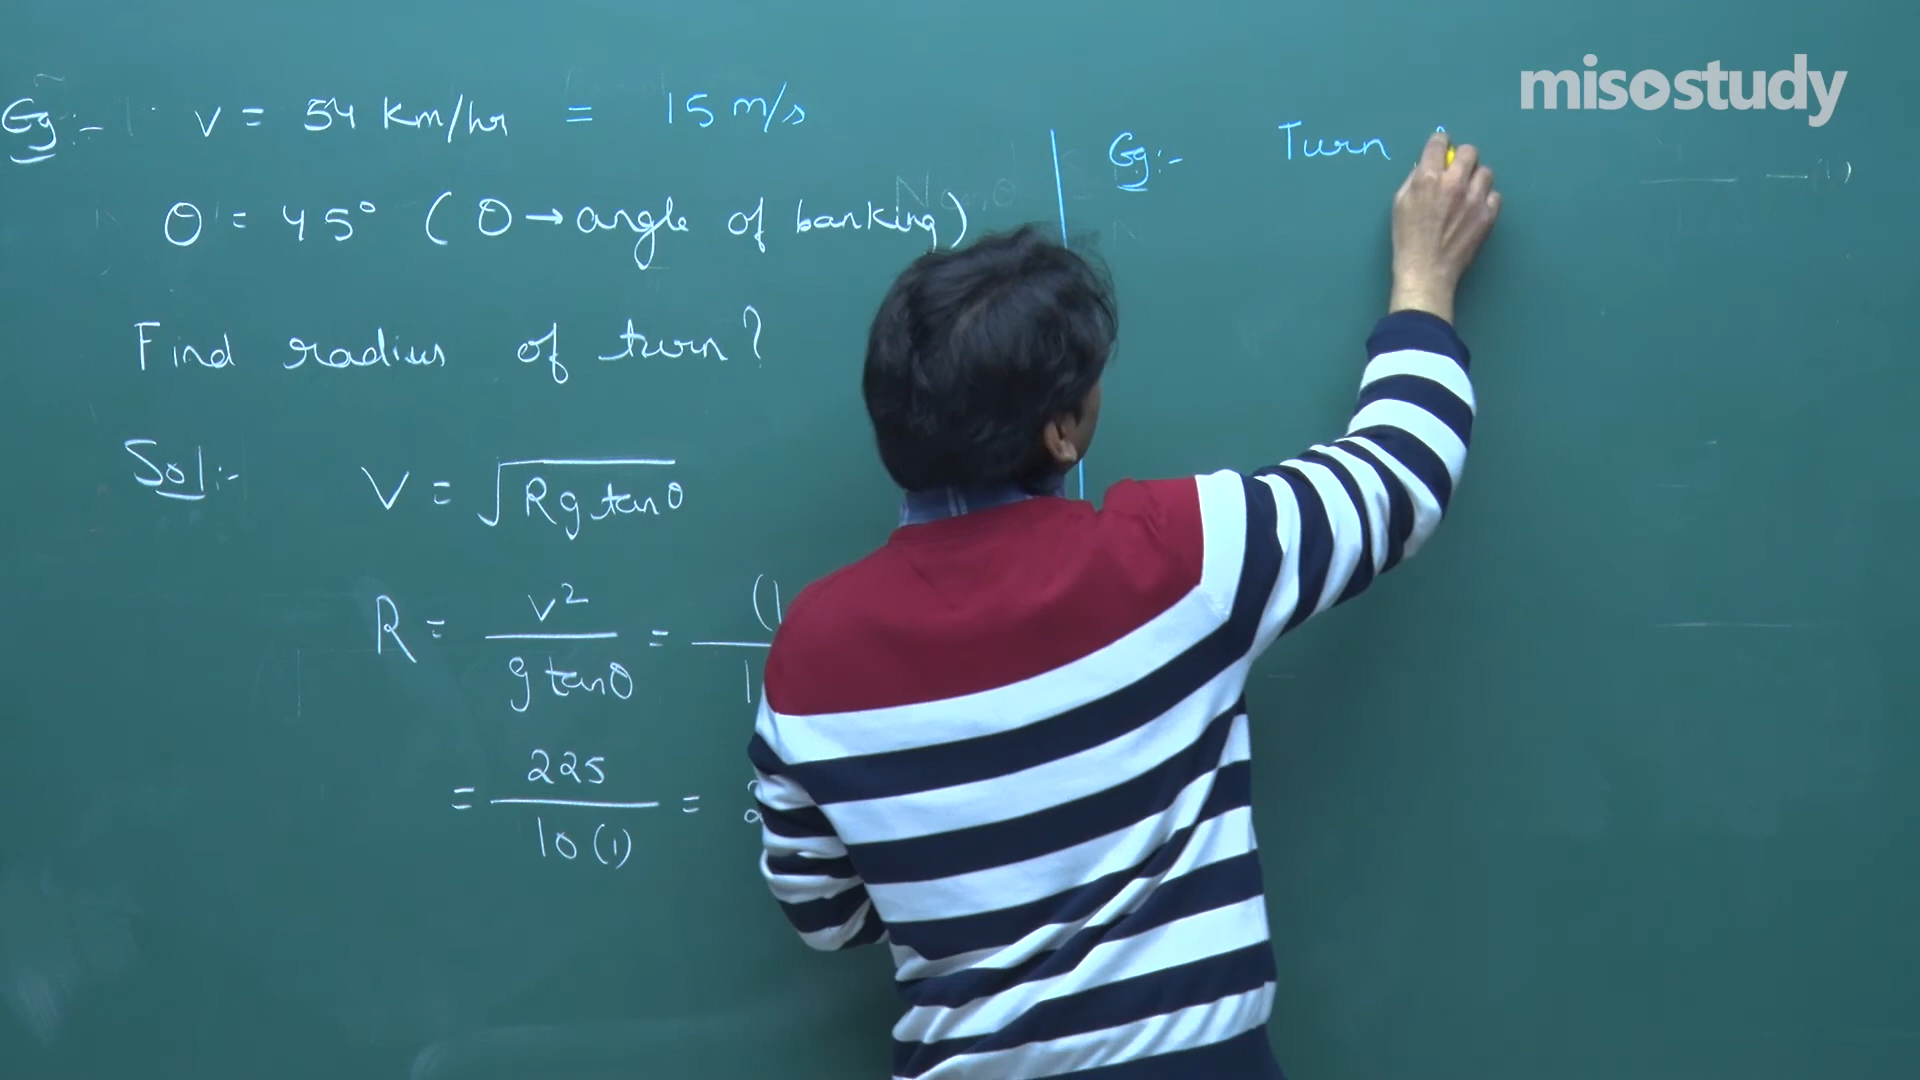 misostudy
Eg:- v = 54 km/hr = 15 m/s
θ = 45° (θ → angle of banking)
Find radius of turn?
Sol:- V = √Rg tanθ
R = v² / g tanθ =
= 225 / 10(1) =
Eg:- Turn